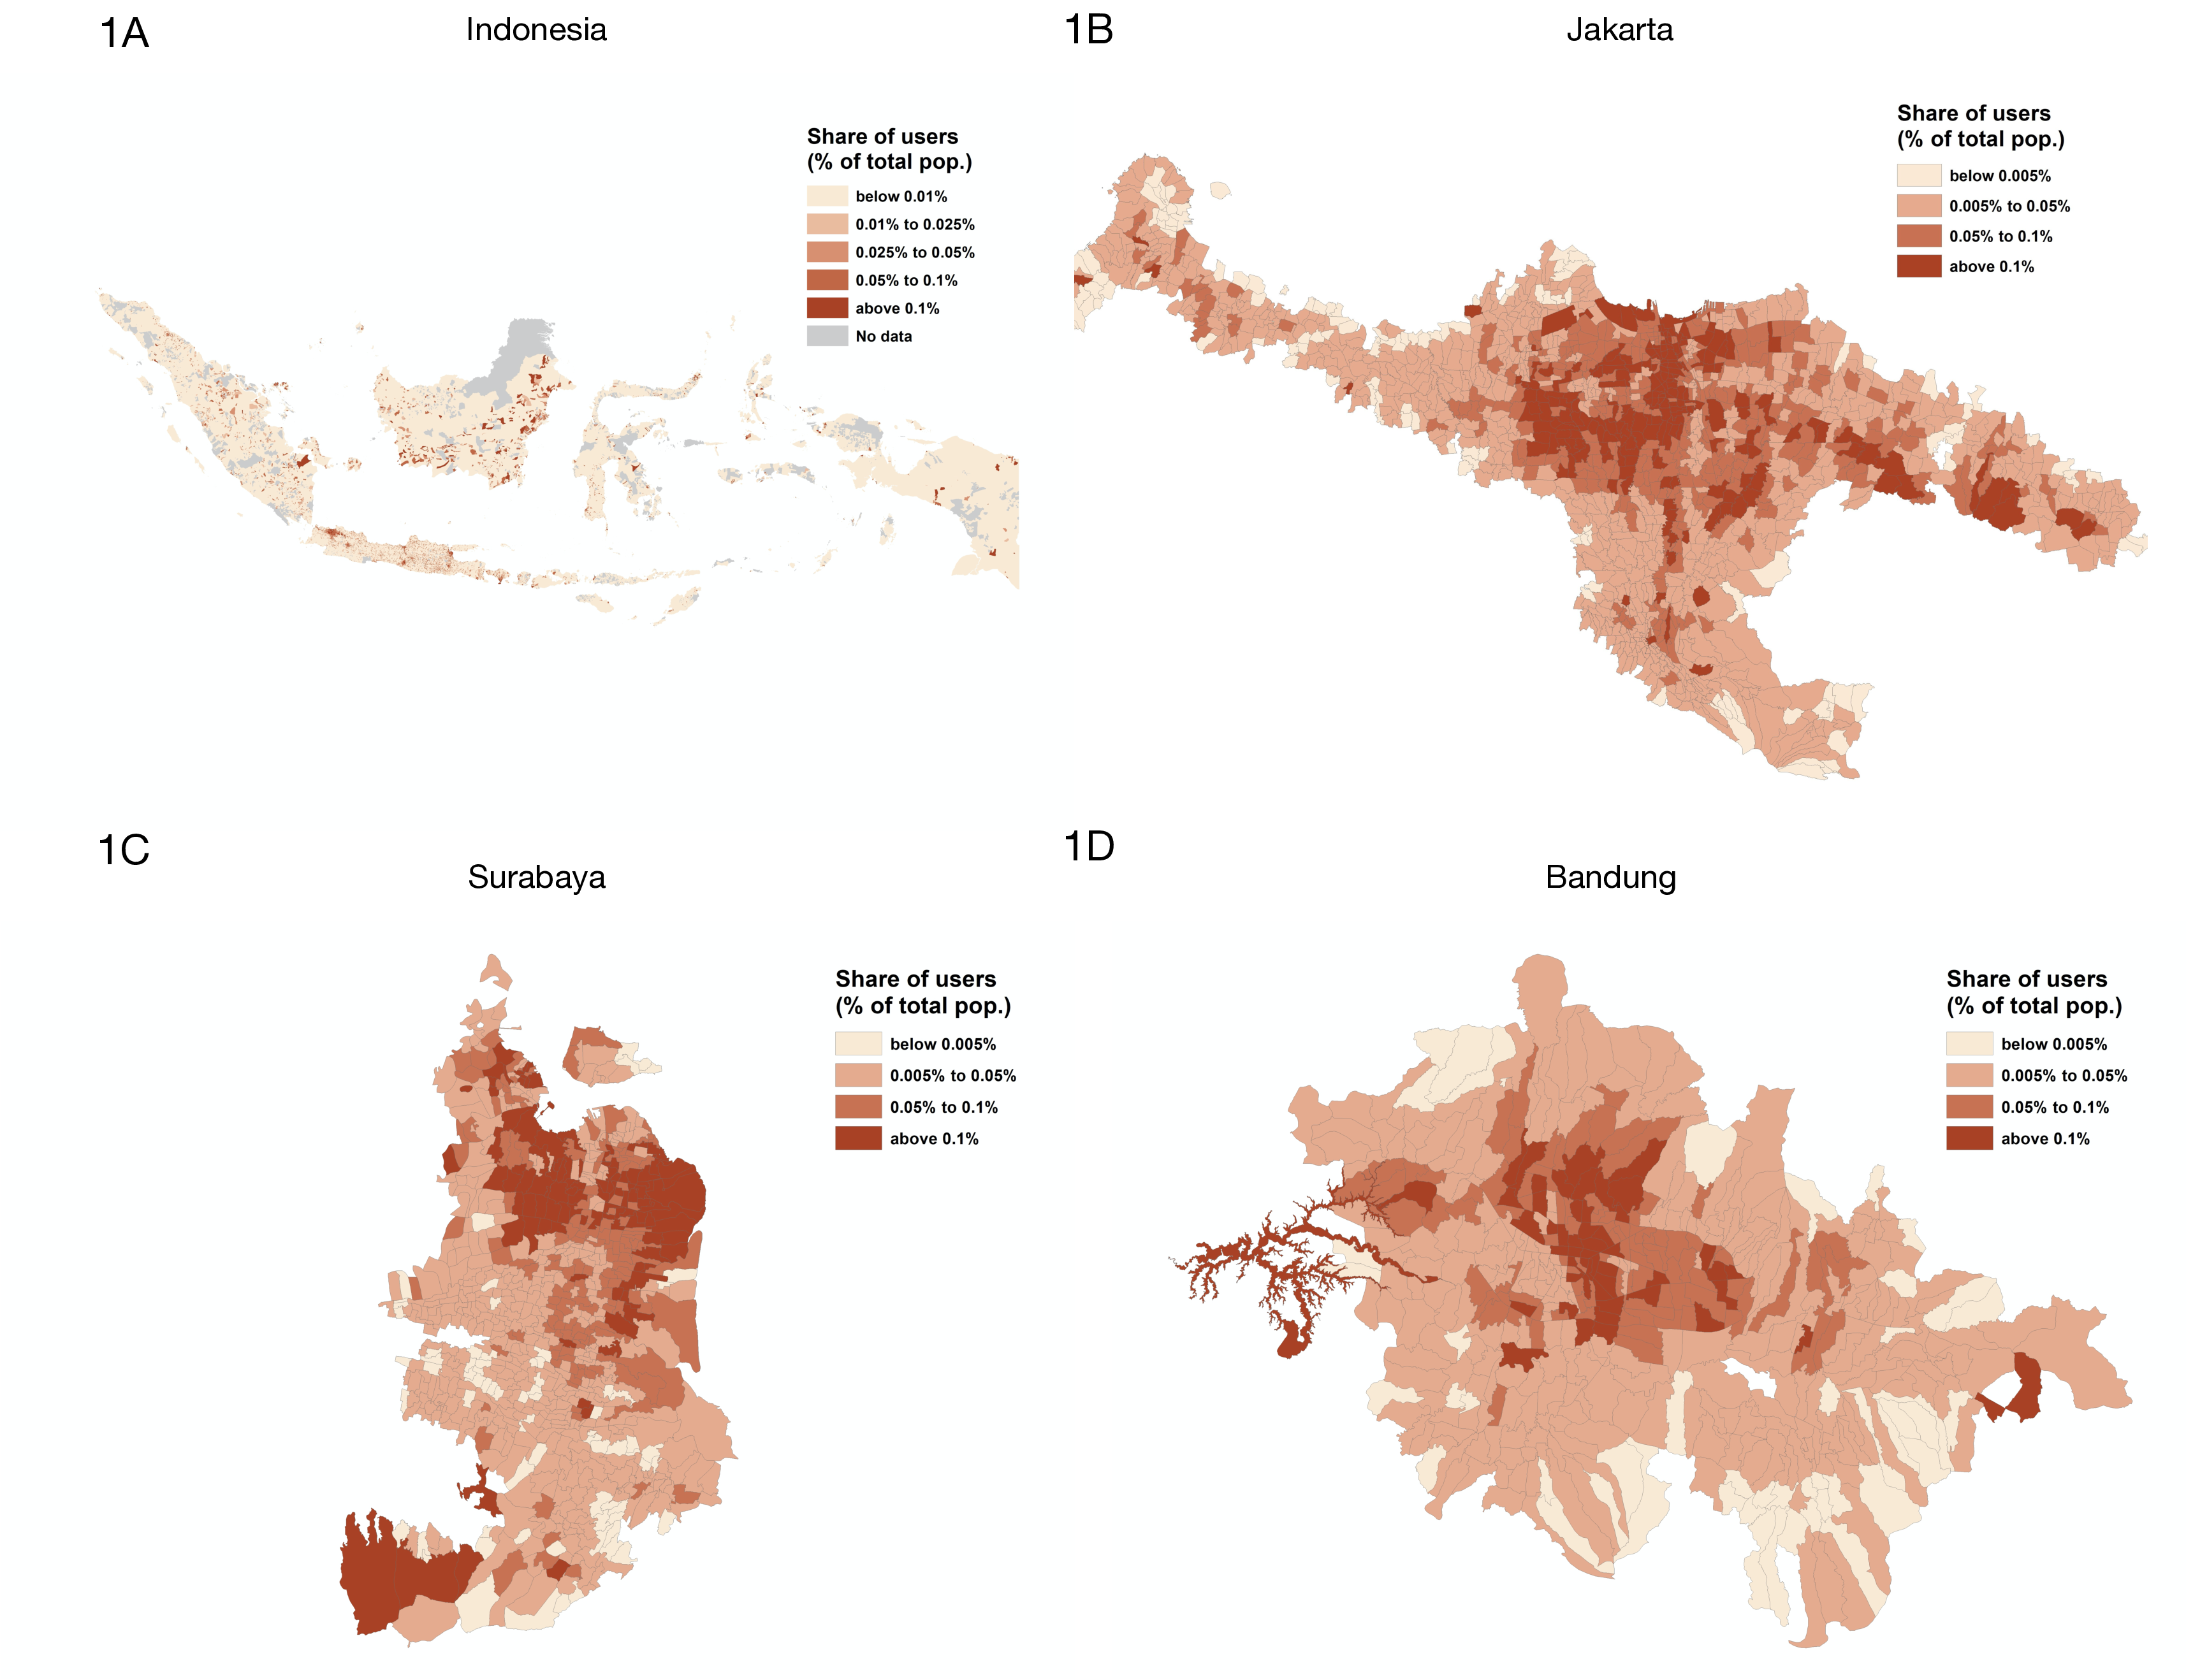 1A
Indonesia
Share of users
(% of total pop.)
below 0.01%
0.01% to 0.025%
0.025% to 0.05%
0.05% to 0.1%
above 0.1%
No data
1B
Jakarta
Share of users
(% of total pop.)
below 0.005%
0.005% to 0.05%
0.05% to 0.1%
above 0.1%
1C
Surabaya
Share of users
(% of total pop.)
below 0.005%
0.005% to 0.05%
0.05% to 0.1%
above 0.1%
1D
Bandung
Share of users
(% of total pop.)
below 0.005%
0.005% to 0.05%
0.05% to 0.1%
above 0.1%